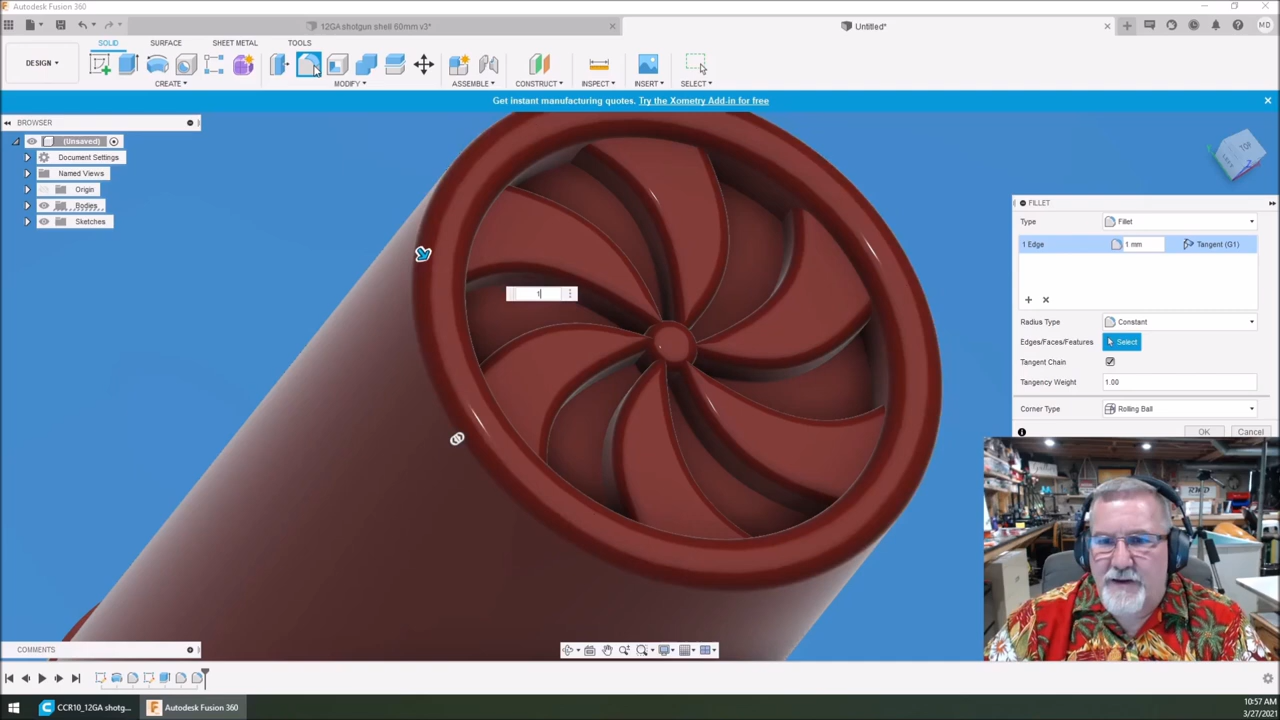 Autodesk Fusion 360
12GA shotgun shell 60mm v3*
Untitled*
MD
DESIGN
SOLID
SURFACE
SHEET METAL
TOOLS
CREATE
MODIFY
ASSEMBLE
CONSTRUCT
INSPECT
INSERT
SELECT
Get instant manufacturing quotes. Try the Xometry Add-in for free
BROWSER
(Unsaved)
Document Settings
Named Views
Origin
Bodies
Sketches
TOP
LEFT
Z
1
FILLET
Type
Fillet
1 Edge
1 mm
Tangent (G1)
Radius Type
Constant
Edges/Faces/Features
Select
Tangent Chain
Tangency Weight
1.00
Corner Type
Rolling Ball
OK
Cancel
COMMENTS
CCR10_12GA shotg...
Autodesk Fusion 360
10:57 AM
3/27/2021